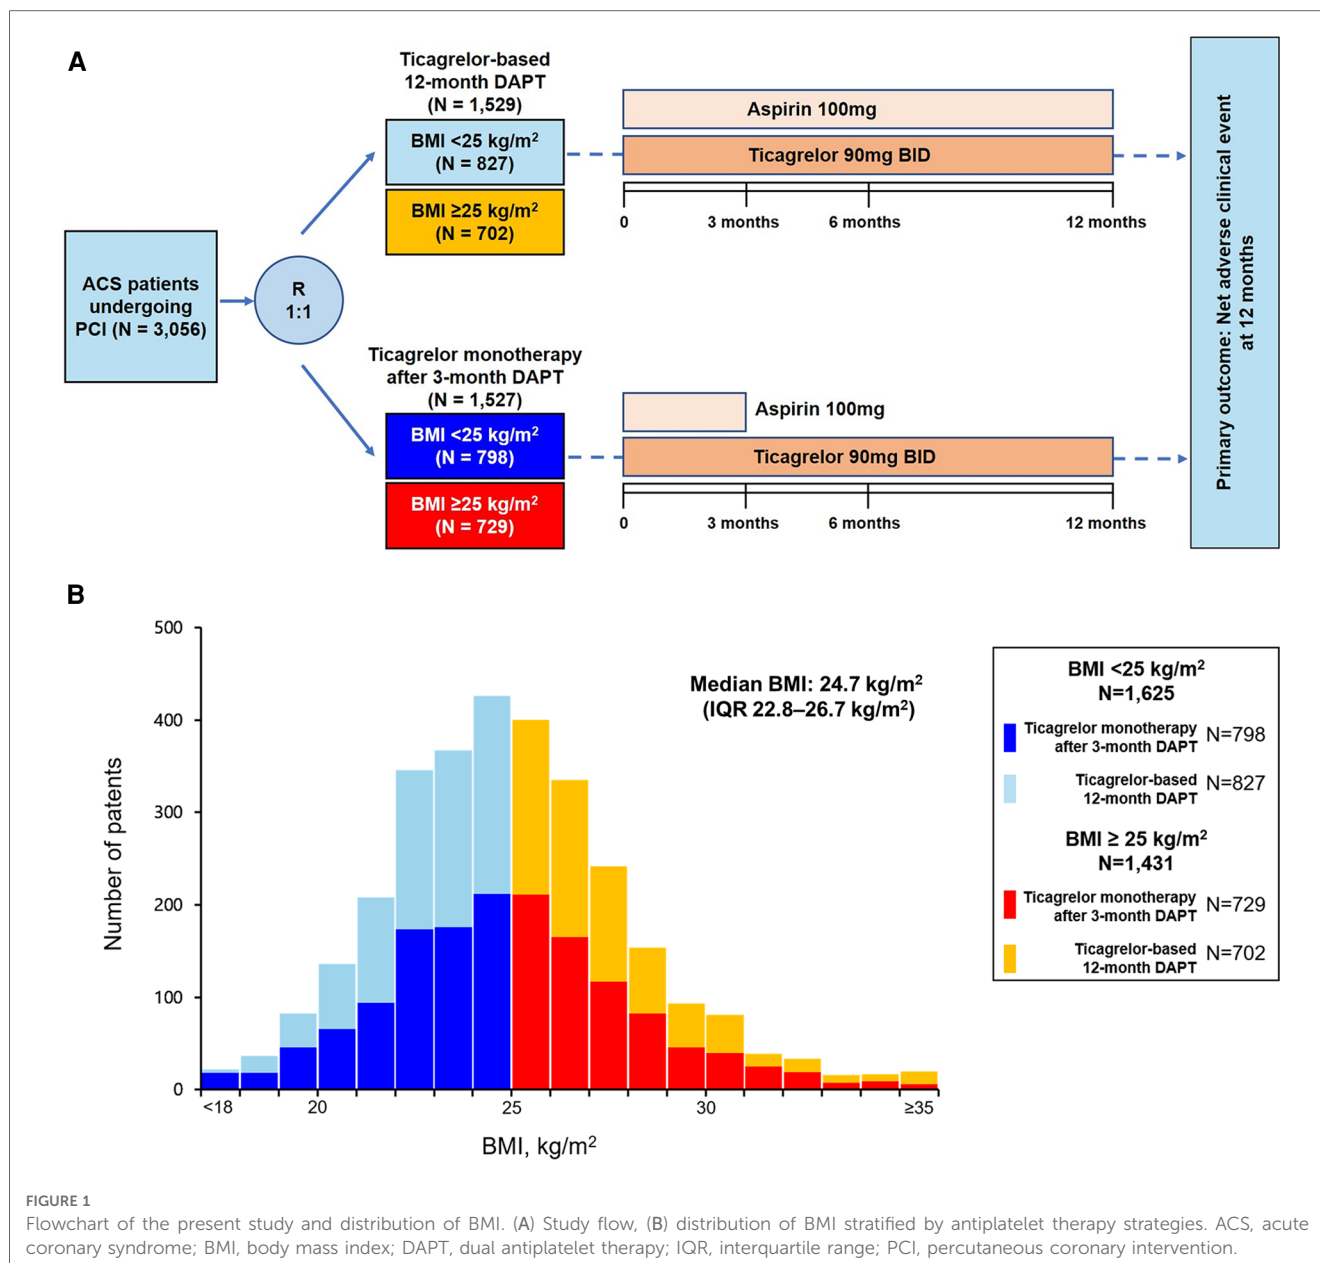 A
Ticagrelor-based
12-month DAPT
(N = 1,529)
BMI <25 kg/m²
(N = 827)
BMI ≥25 kg/m²
(N = 702)
Aspirin 100mg
Ticagrelor 90mg BID
0 3 months 6 months 12 months
ACS patients
undergoing
PCI (N = 3,056)
R
1:1
Ticagrelor monotherapy
after 3-month DAPT
(N = 1,527)
BMI <25 kg/m²
(N = 798)
BMI ≥25 kg/m²
(N = 729)
Aspirin 100mg
Ticagrelor 90mg BID
0 3 months 6 months 12 months
Primary outcome: Net adverse clinical event
at 12 months
B
Number of patents
500
400
300
200
100
0
<18 20 25 30 ≥35
BMI, kg/m²
Median BMI: 24.7 kg/m²
(IQR 22.8–26.7 kg/m²)
BMI <25 kg/m²
N=1,625
Ticagrelor monotherapy
after 3-month DAPT N=798
Ticagrelor-based
12-month DAPT N=827
BMI ≥ 25 kg/m²
N=1,431
Ticagrelor monotherapy
after 3-month DAPT N=729
Ticagrelor-based
12-month DAPT N=702
FIGURE 1
Flowchart of the present study and distribution of BMI. (A) Study flow, (B) distribution of BMI stratified by antiplatelet therapy strategies. ACS, acute
coronary syndrome; BMI, body mass index; DAPT, dual antiplatelet therapy; IQR, interquartile range; PCI, percutaneous coronary intervention.